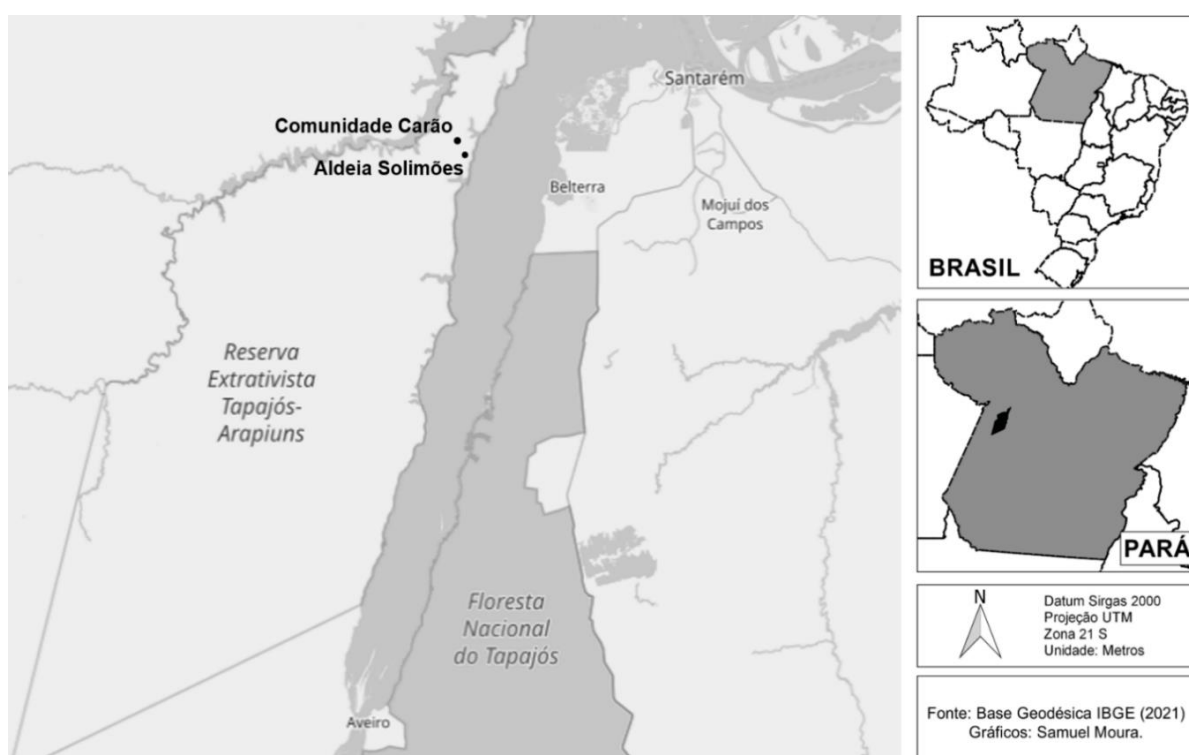 Santarém
Comunidade Carão
Aldeia Solimões
Belterra
Mojuí dos
Campos
Reserva
Extrativista
Tapajós-
Arapiuns
Floresta
Nacional
do Tapajós
Aveiro
BRASIL
PARÁ
N
Datum Sirgas 2000
Projeção UTM
Zona 21 S
Unidade: Metros
Fonte: Base Geodésica IBGE (2021)
Gráficos: Samuel Moura.